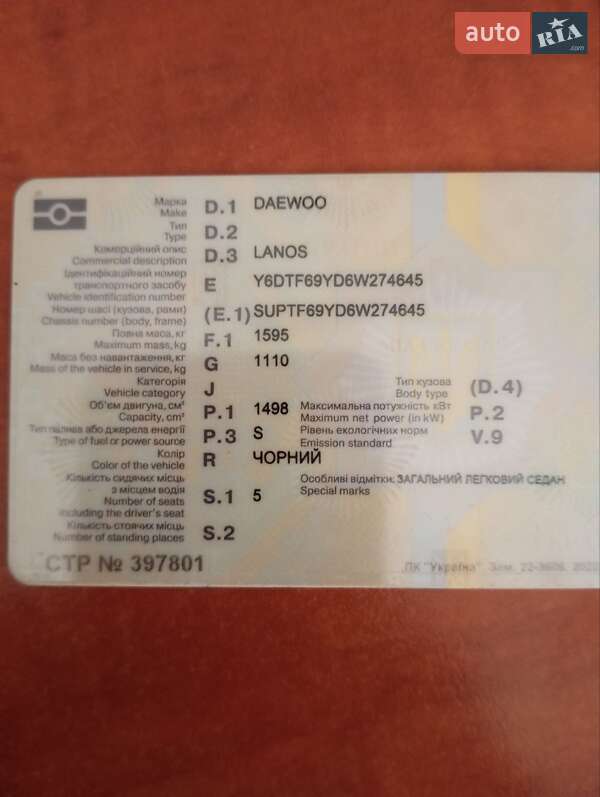 auto RIA .com
Марка
Make D.1 DAEWOO
Тип
Type D.2
Комерційний опис
Commercial description D.3 LANOS
Ідентифікаційний номер
транспортного засобу
Vehicle identification number E Y6DTF69YD6W274645
Номер шасі (кузова, рами)
Chassis number (body, frame) (E.1) SUPTF69YD6W274645
Повна маса, кг
Maximum mass, kg F.1 1595
Маса без навантаження, кг
Mass of the vehicle in service, kg G 1110
Категорія Тип кузова
Vehicle category J Body type (D.4)
Об'єм двигуна, см³ Максимальна потужність кВт
Capacity, cm³ P.1 1498 Maximum net power (in kW) P.2
Тип палива або джерела енергії Рівень екологічних норм
Type of fuel or power source P.3 S Emission standard V.9
Колір
Color of the vehicle R ЧОРНИЙ
Кількість сидячих місць Особливі відмітки: ЗАГАЛЬНИЙ ЛЕГКОВИЙ СЕДАН
з місцем водія Special marks
Number of seats S.1 5
including the driver's seat
Кількість стоячих місць
Number of standing places S.2
СТР № 397801
ПК "Україна" Зам. 22-3606. 2022